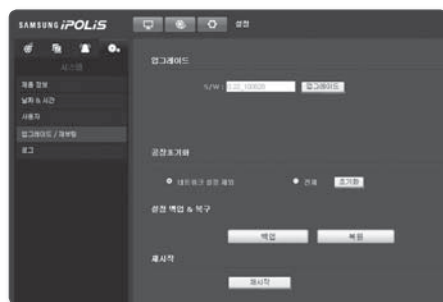 SAMSUNG iPOLiS
설정
시스템
제품 정보
날짜 & 시간
사용자
업그레이드 / 재부팅
로그
업그레이드
S/W : 0.22_100828 업그레이드
공장초기화
네트워크 설정 제외 전체 초기화
설정 백업 & 복구
백업 복원
재시작
재시작